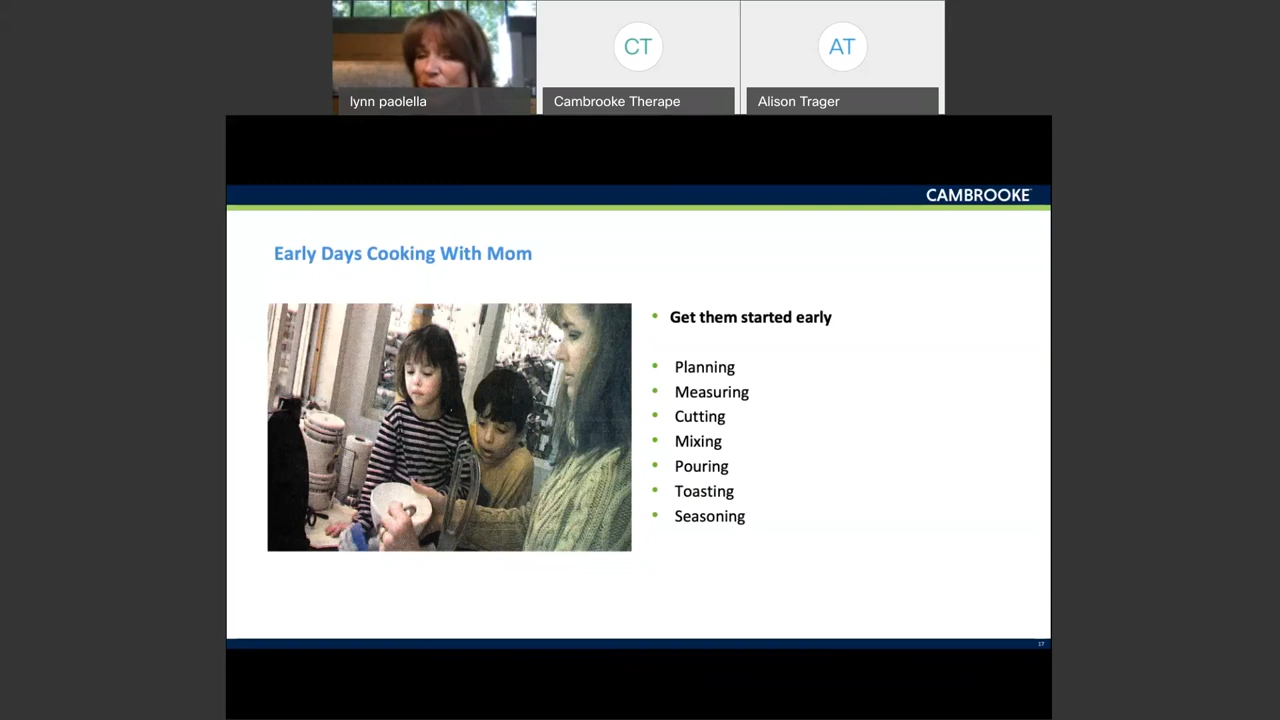 CT
AT
lynn paolella
Cambrooke Therape
Alison Trager
CAMBROOKE
Early Days Cooking With Mom
• Get them started early
• Planning
• Measuring
• Cutting
• Mixing
• Pouring
• Toasting
• Seasoning
17